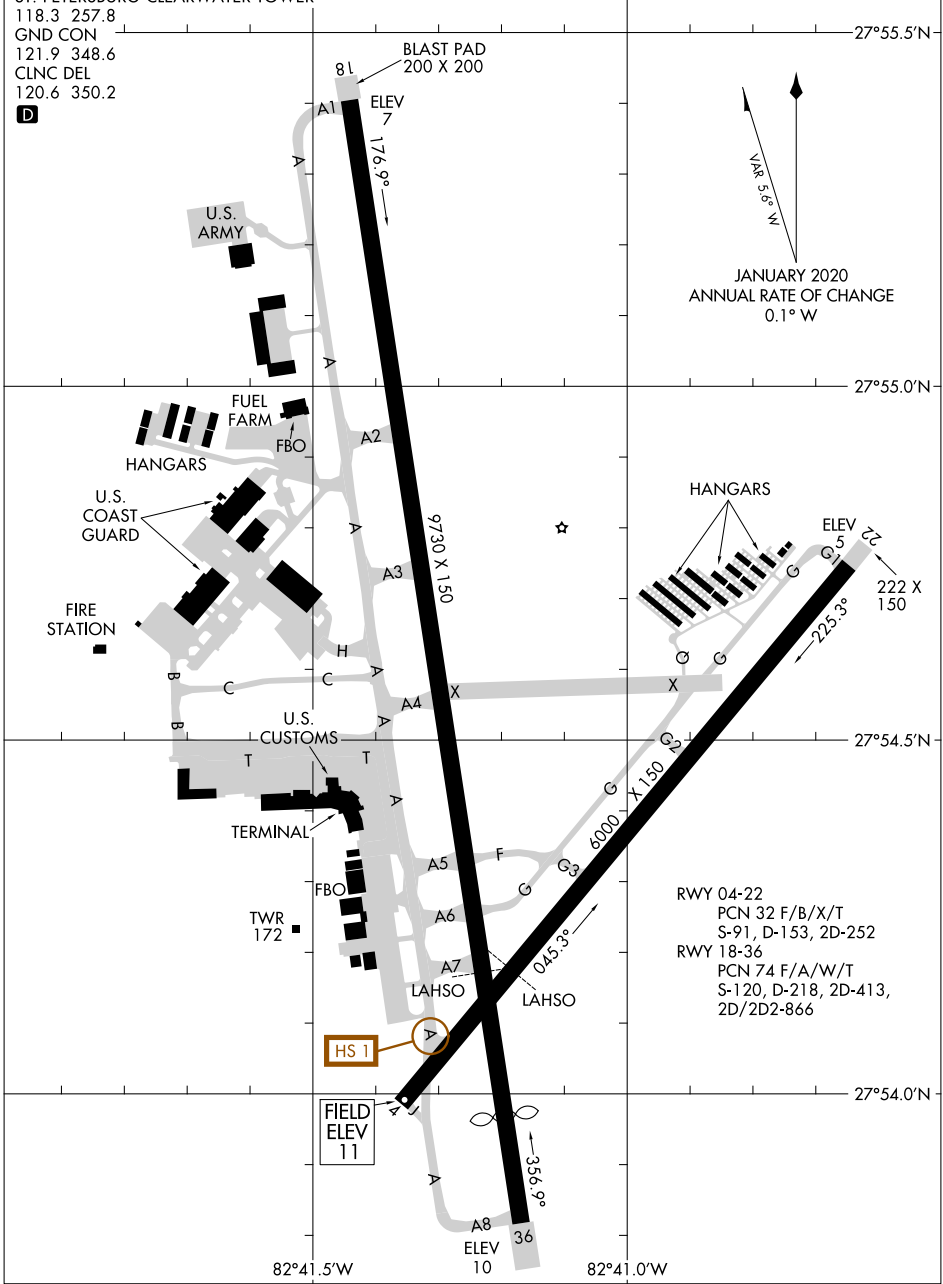 ST. PETERSBURG-CLEARWATER TOWER
118.3 257.8
GND CON
121.9 348.6
CLNC DEL
120.6 350.2
D
27°55.5'N
BLAST PAD
200 X 200
18
ELEV
7
A1
A
176.9°
VAR 5.6° W
JANUARY 2020
ANNUAL RATE OF CHANGE
0.1° W
U.S.
ARMY
A
27°55.0'N
FUEL
FARM
FBO
A2
HANGARS
U.S.
COAST
GUARD
A
9730 X 150
A3
HANGARS
ELEV
5
22
G1
G
222 X
150
225.3°
FIRE
STATION
H
A
Q
G
B
C
C
X
X
A4
B
A
U.S.
CUSTOMS
27°54.5'N
G2
T
T
A
G
6000 X 150
TERMINAL
A5
F
G3
FBO
G
A6
TWR
172
A7
LAHSO
LAHSO
045.3°
RWY 04-22
PCN 32 F/B/X/T
S-91, D-153, 2D-252
RWY 18-36
PCN 74 F/A/W/T
S-120, D-218, 2D-413,
2D/2D2-866
HS 1
A
27°54.0'N
FIELD
ELEV
11
4
J
A
356.9°
A8
36
ELEV
10
82°41.5'W
82°41.0'W